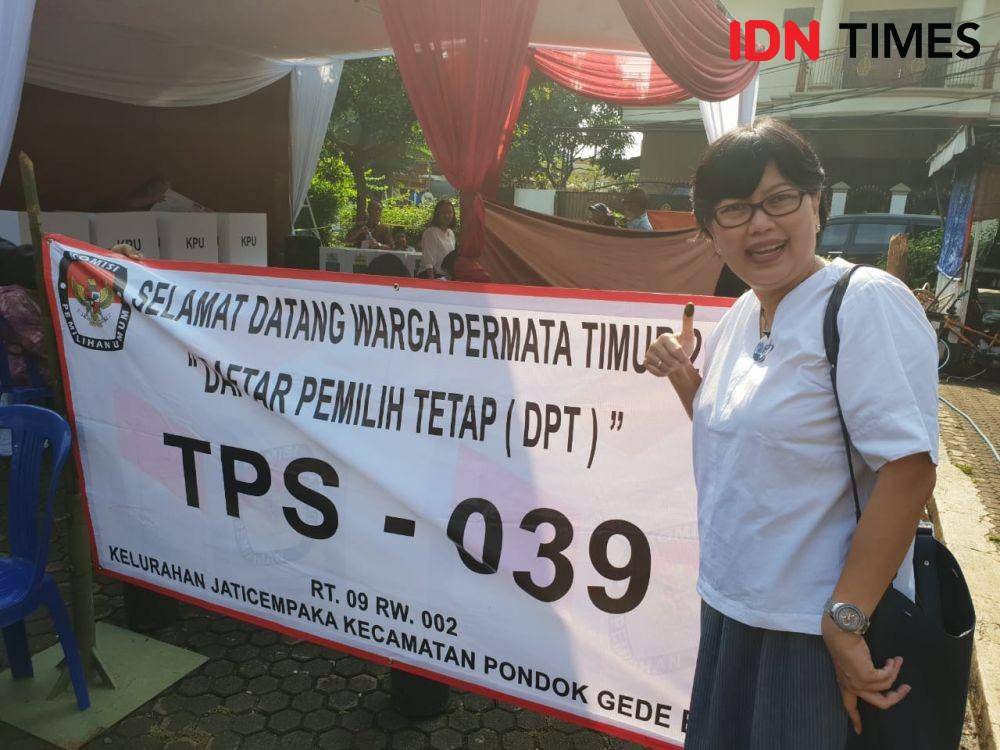 IDN TIMES
KPU KPU KPU
KOMISI
PEMILIHAN UMUM
SELAMAT DATANG WARGA PERMATA TIMUR
" DAFTAR PEMILIH TETAP ( DPT ) "
TPS - 039
RT. 09 RW. 002
KELURAHAN JATICEMPAKA KECAMATAN PONDOK GEDE